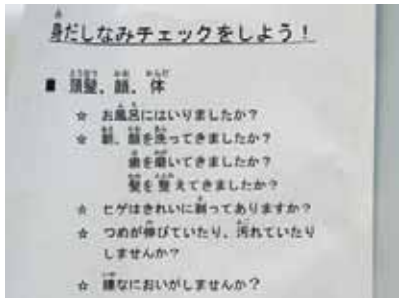 身だしなみチェックをしよう！
■ 頭髪、顔、体
☆ お風呂にはいりましたか？
☆ 朝、顔を洗ってきましたか？
歯を磨いてきましたか？
髪を整えてきましたか？
☆ ヒゲはきれいに剃ってありますか？
☆ つめが伸びていたり、汚れていたり
しませんか？
☆ 嫌なにおいがしませんか？